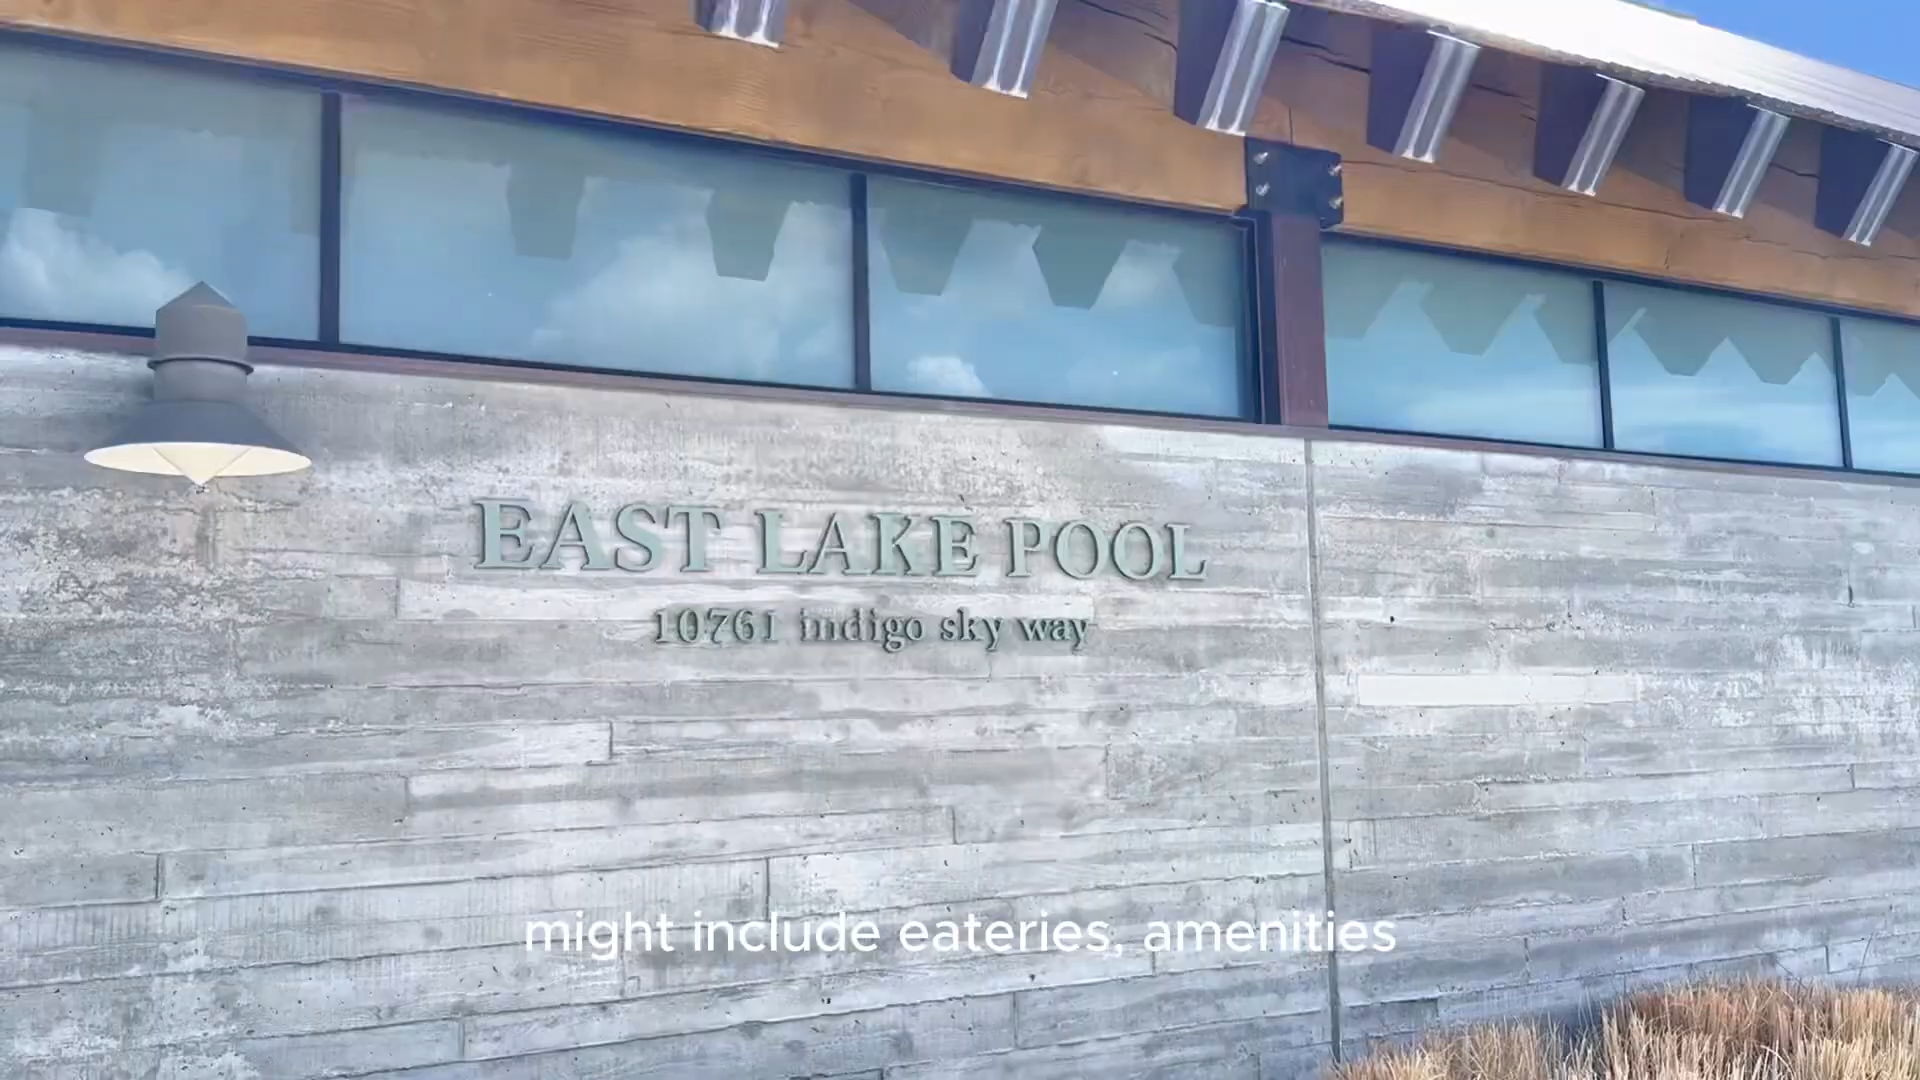 EAST LAKE POOL
10761 indigo sky way
might include eateries, amenities